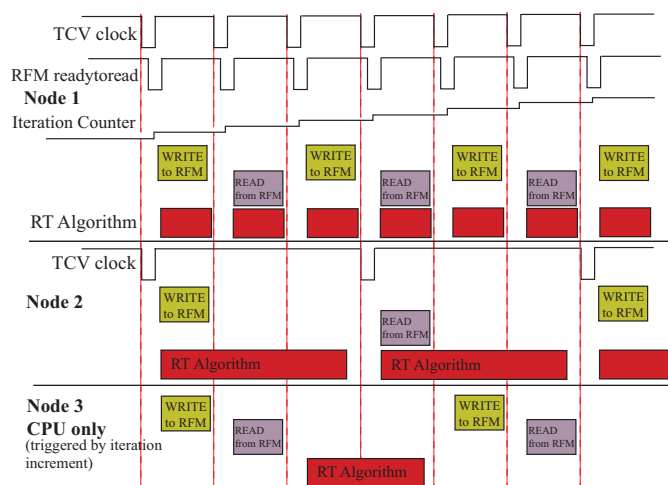 TCV clock
RFM readytoread
Node 1
Iteration Counter
WRITE
to RFM
WRITE
to RFM
WRITE
to RFM
WRITE
to RFM
READ
from RFM
READ
from RFM
READ
from RFM
RT Algorithm
TCV clock
Node 2
WRITE
to RFM
WRITE
to RFM
READ
from RFM
RT Algorithm
RT Algorithm
Node 3
CPU only
(triggered by iteration
increment)
WRITE
to RFM
WRITE
to RFM
READ
from RFM
READ
from RFM
RT Algorithm